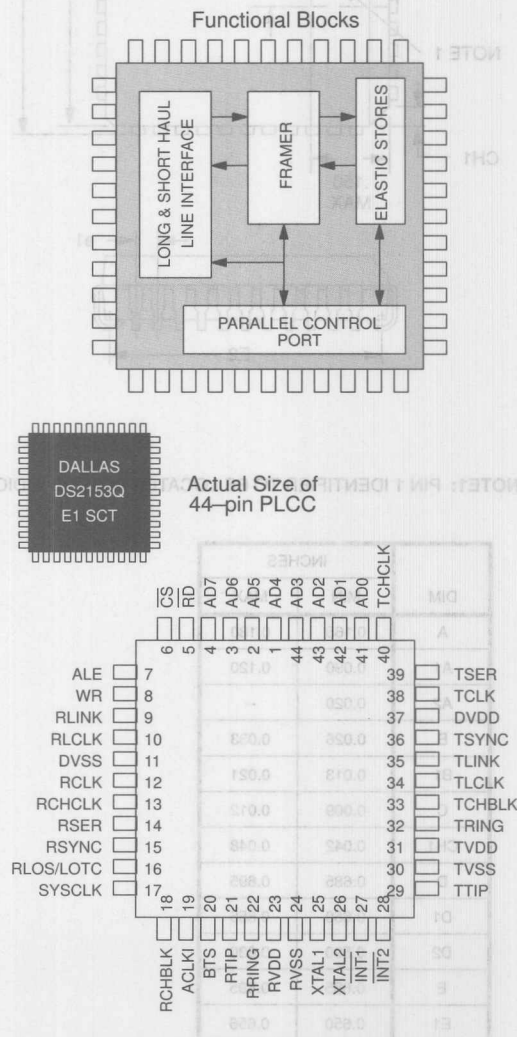 Functional Blocks
LONG & SHORT HAUL
LINE INTERFACE
FRAMER
ELASTIC STORES
PARALLEL CONTROL
PORT
DALLAS
DS2153Q
E1 SCT
Actual Size of
44–pin PLCC
CS
RD
AD7
AD6
AD5
AD4
AD3
AD2
AD1
AD0
TCHCLK
6
5
4
3
2
1
44
43
42
41
40
ALE 7
WR 8
RLINK 9
RLCLK 10
DVSS 11
RCLK 12
RCHCLK 13
RSER 14
RSYNC 15
RLOS/LOTC 16
SYSCLK 17
39 TSER
38 TCLK
37 DVDD
36 TSYNC
35 TLINK
34 TLCLK
33 TCHBLK
32 TRING
31 TVDD
30 TVSS
29 TTIP
18
19
20
21
22
23
24
25
26
27
28
RCHBLK
ACLKI
BTS
RTIP
RRING
RVDD
RVSS
XTAL1
XTAL2
INT1
INT2